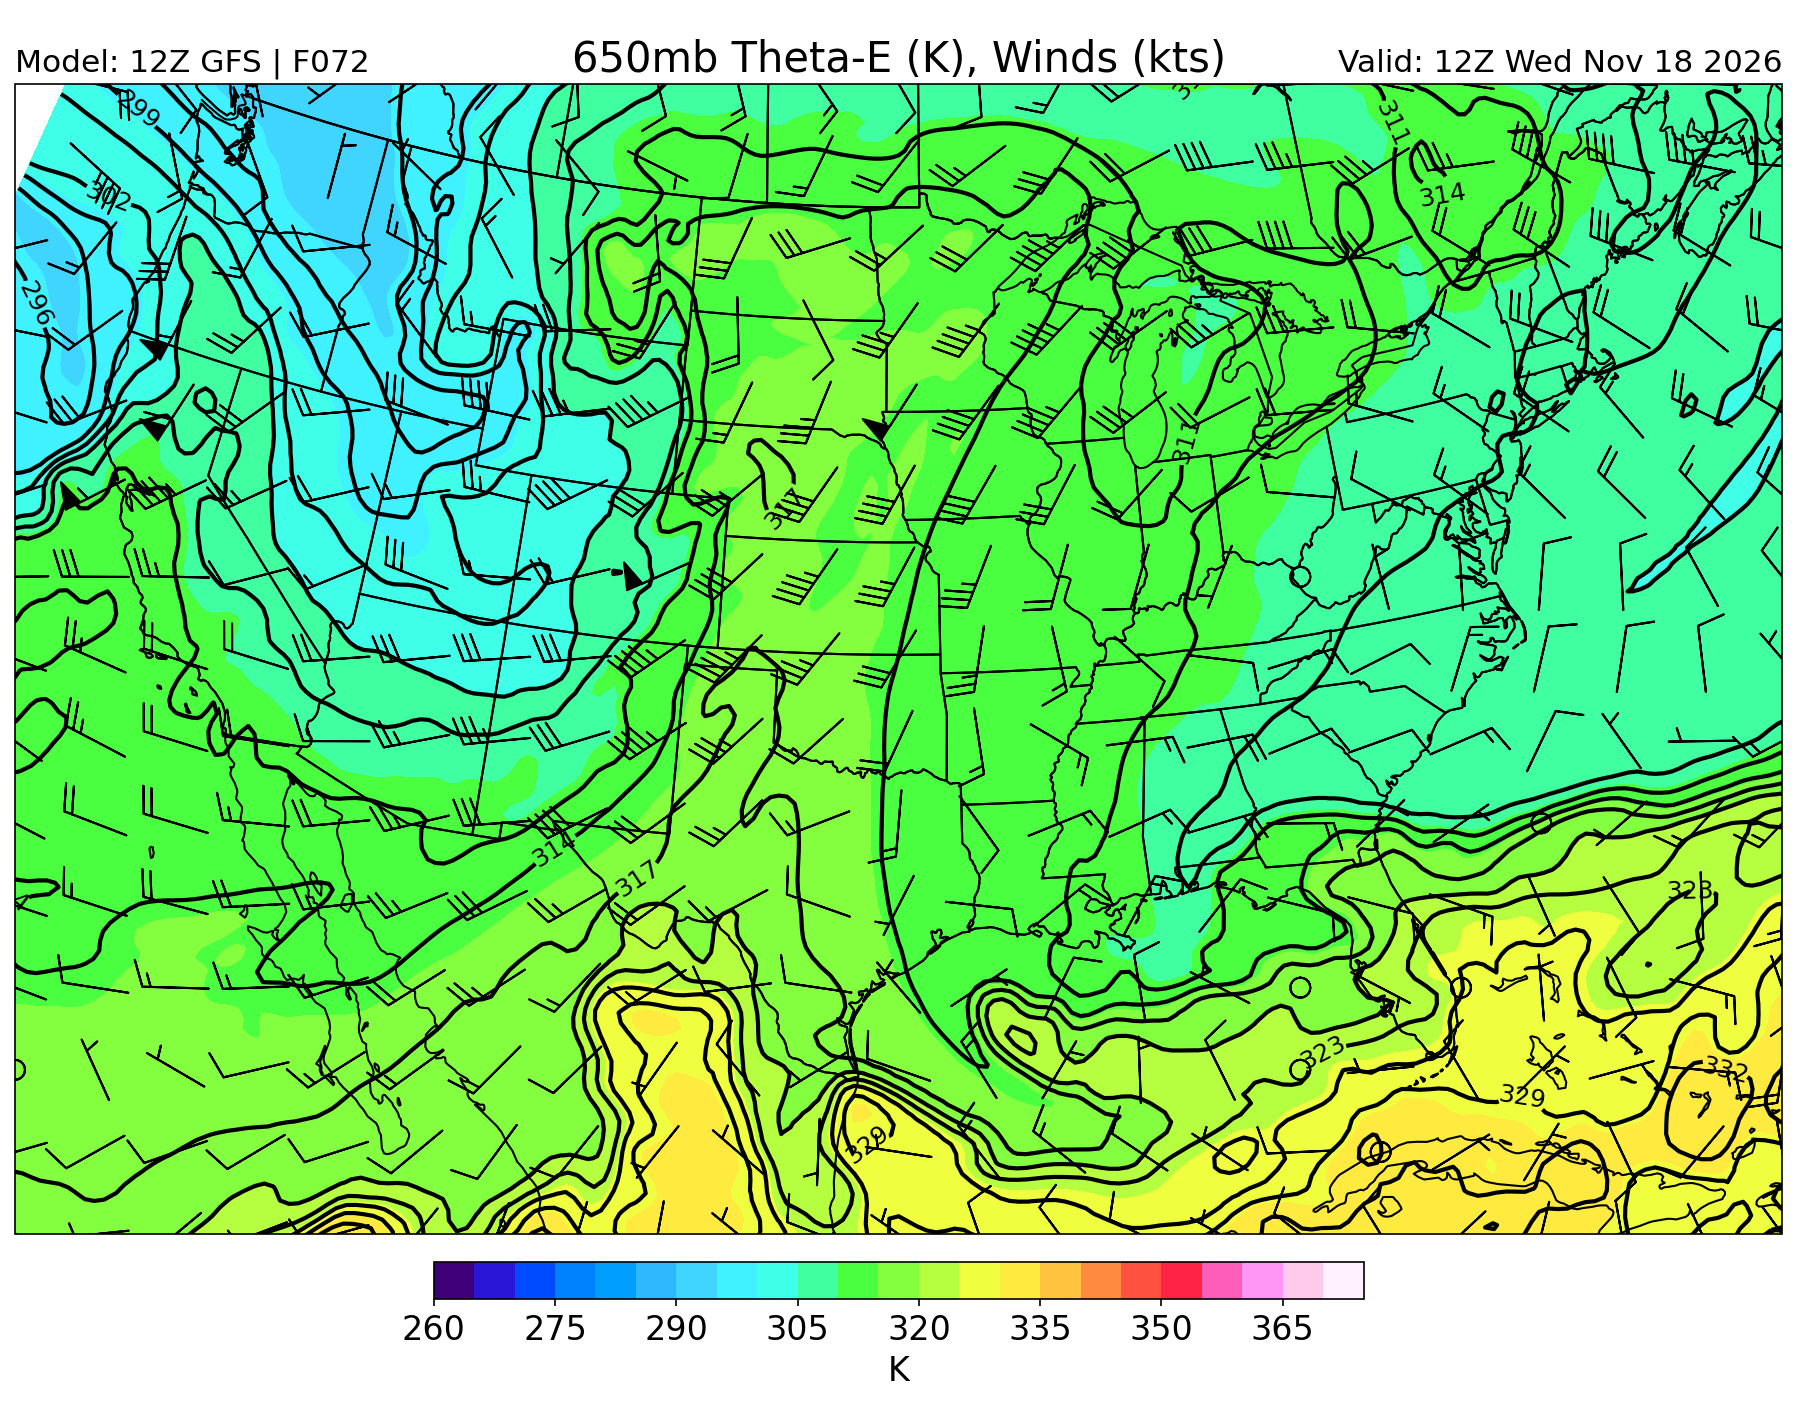 Model: 12Z GFS | F072
650mb Theta-E (K), Winds (kts)
Valid: 12Z Wed Nov 18 2026
299
311
302
314
296
311
317
314
317
323
323
332
329
329
260 275 290 305 320 335 350 365
K